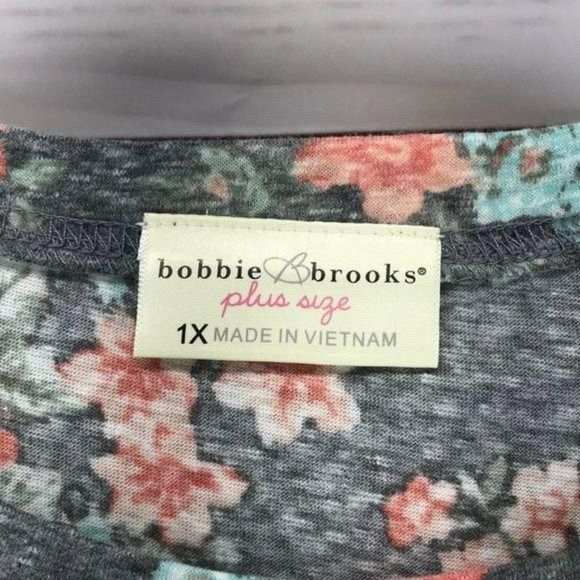 bobbie B brooks®
plus size
1X MADE IN VIETNAM